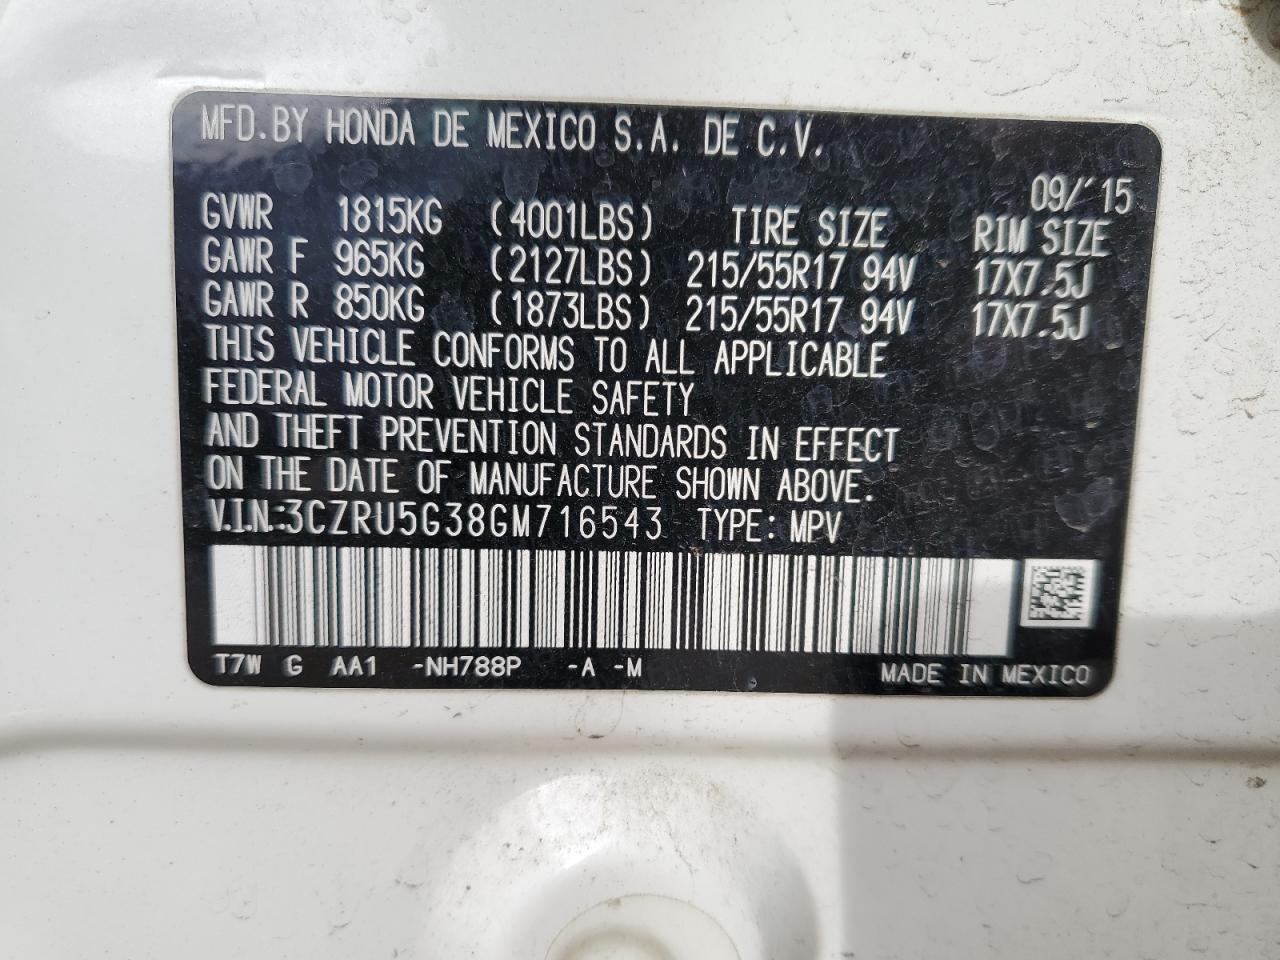 MFD.BY HONDA DE MEXICO S.A. DE C.V.
09/'15
GVWR 1815KG (4001LBS) TIRE SIZE RIM SIZE
GAWR F 965KG (2127LBS) 215/55R17 94V 17X7.5J
GAWR R 850KG (1873LBS) 215/55R17 94V 17X7.5J
THIS VEHICLE CONFORMS TO ALL APPLICABLE
FEDERAL MOTOR VEHICLE SAFETY
AND THEFT PREVENTION STANDARDS IN EFFECT
ON THE DATE OF MANUFACTURE SHOWN ABOVE.
V.I.N.:3CZRU5G38GM716543 TYPE: MPV
T7W G AA1 -NH788P -A -M MADE IN MEXICO